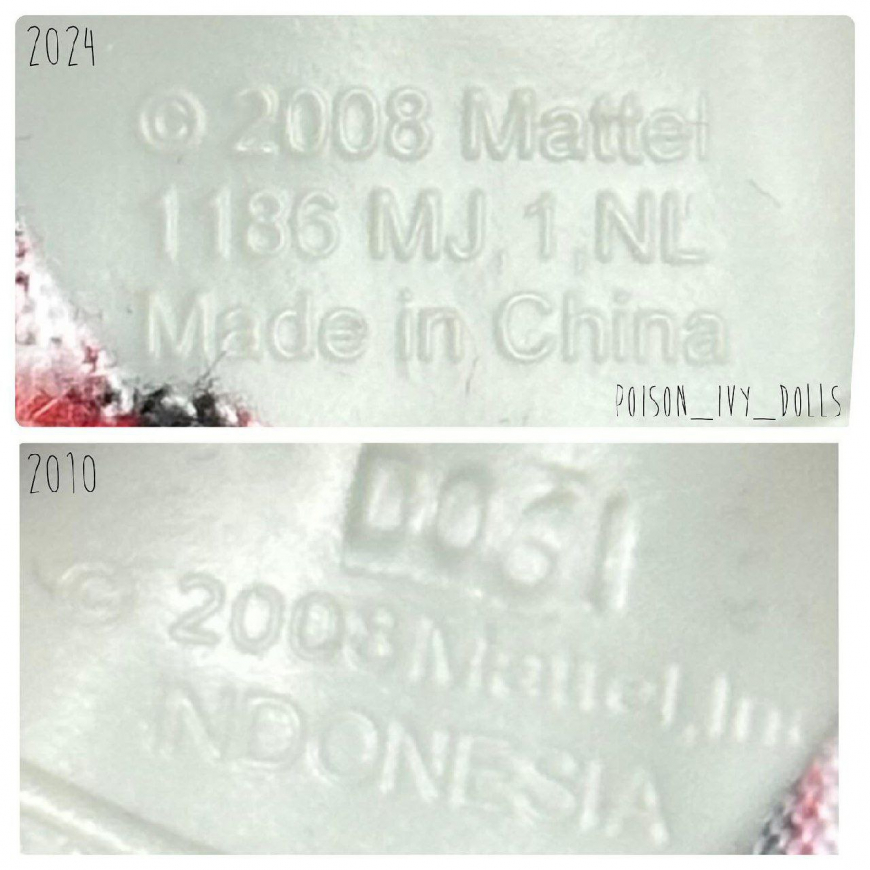 2024
© 2008 Mattel
1186 MJ,1,NL
Made in China
POISON_IVY_DOLLS
2010
D061
© 2008 Mattel, Inc
INDONESIA